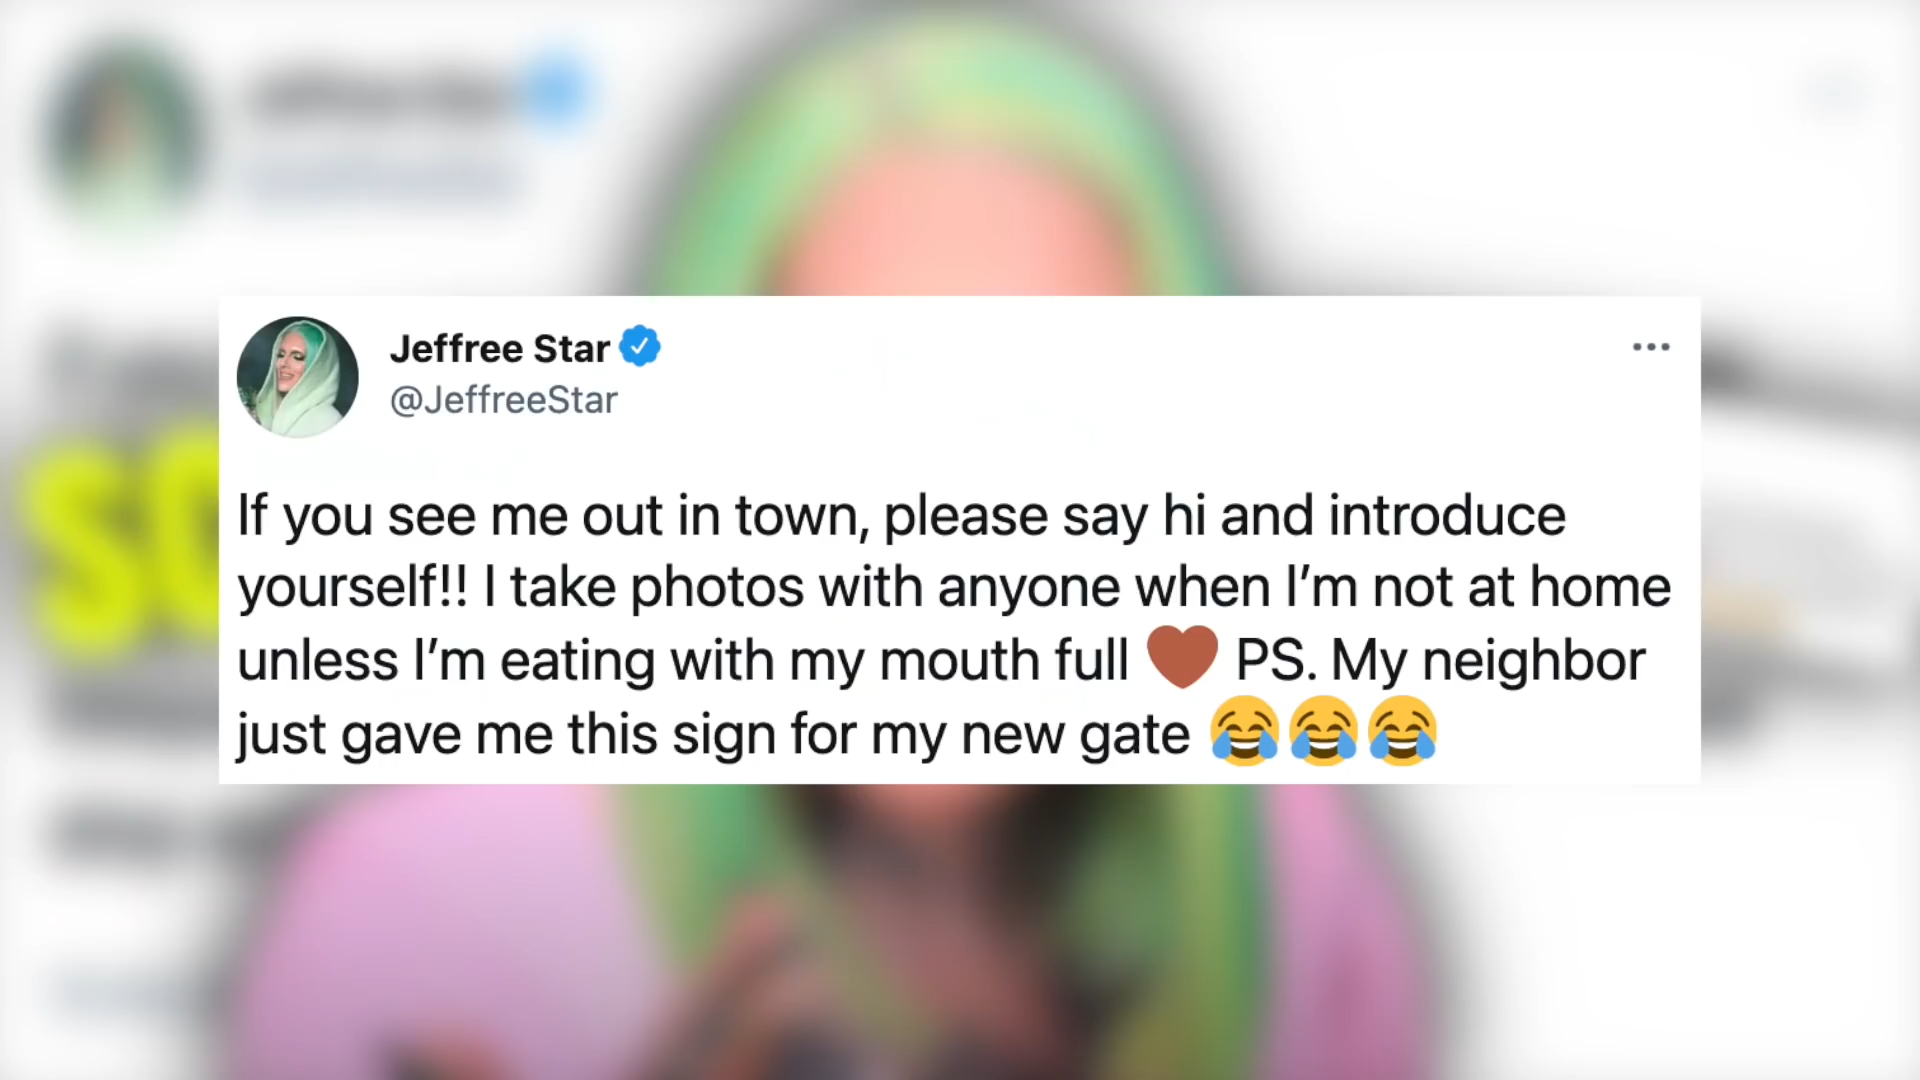 Jeffree Star
@JeffreeStar
If you see me out in town, please say hi and introduce
yourself!! I take photos with anyone when I’m not at home
unless I’m eating with my mouth full 🤎 PS. My neighbor
just gave me this sign for my new gate 😂😂😂